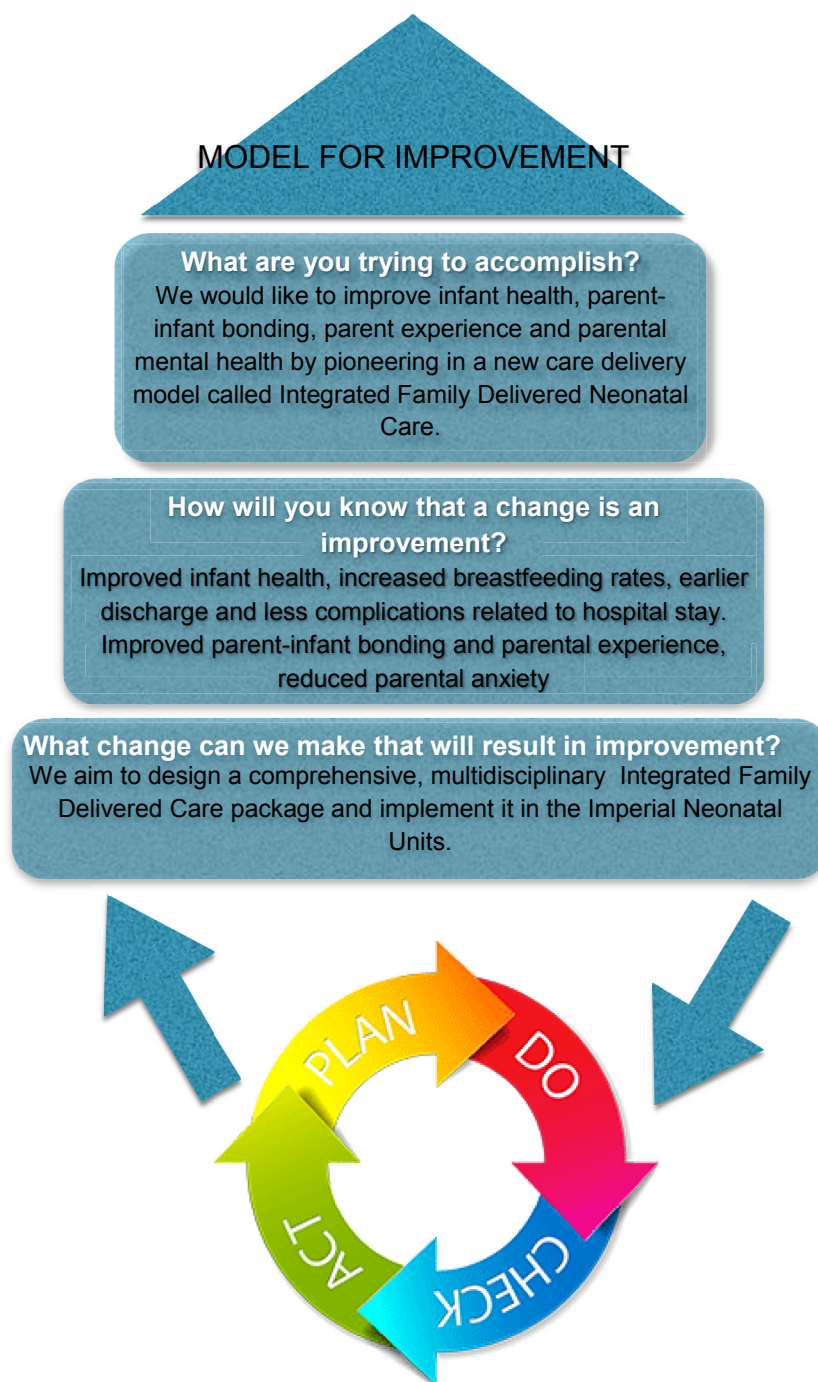 MODEL FOR IMPROVEMENT
What are you trying to accomplish?
We would like to improve infant health, parent-
infant bonding, parent experience and parental
mental health by pioneering in a new care delivery
model called Integrated Family Delivered Neonatal
Care.
How will you know that a change is an
improvement?
Improved infant health, increased breastfeeding rates, earlier
discharge and less complications related to hospital stay.
Improved parent-infant bonding and parental experience,
reduced parental anxiety
What change can we make that will result in improvement?
We aim to design a comprehensive, multidisciplinary Integrated Family
Delivered Care package and implement it in the Imperial Neonatal
Units.
PLAN
DO
CHECK
ACT